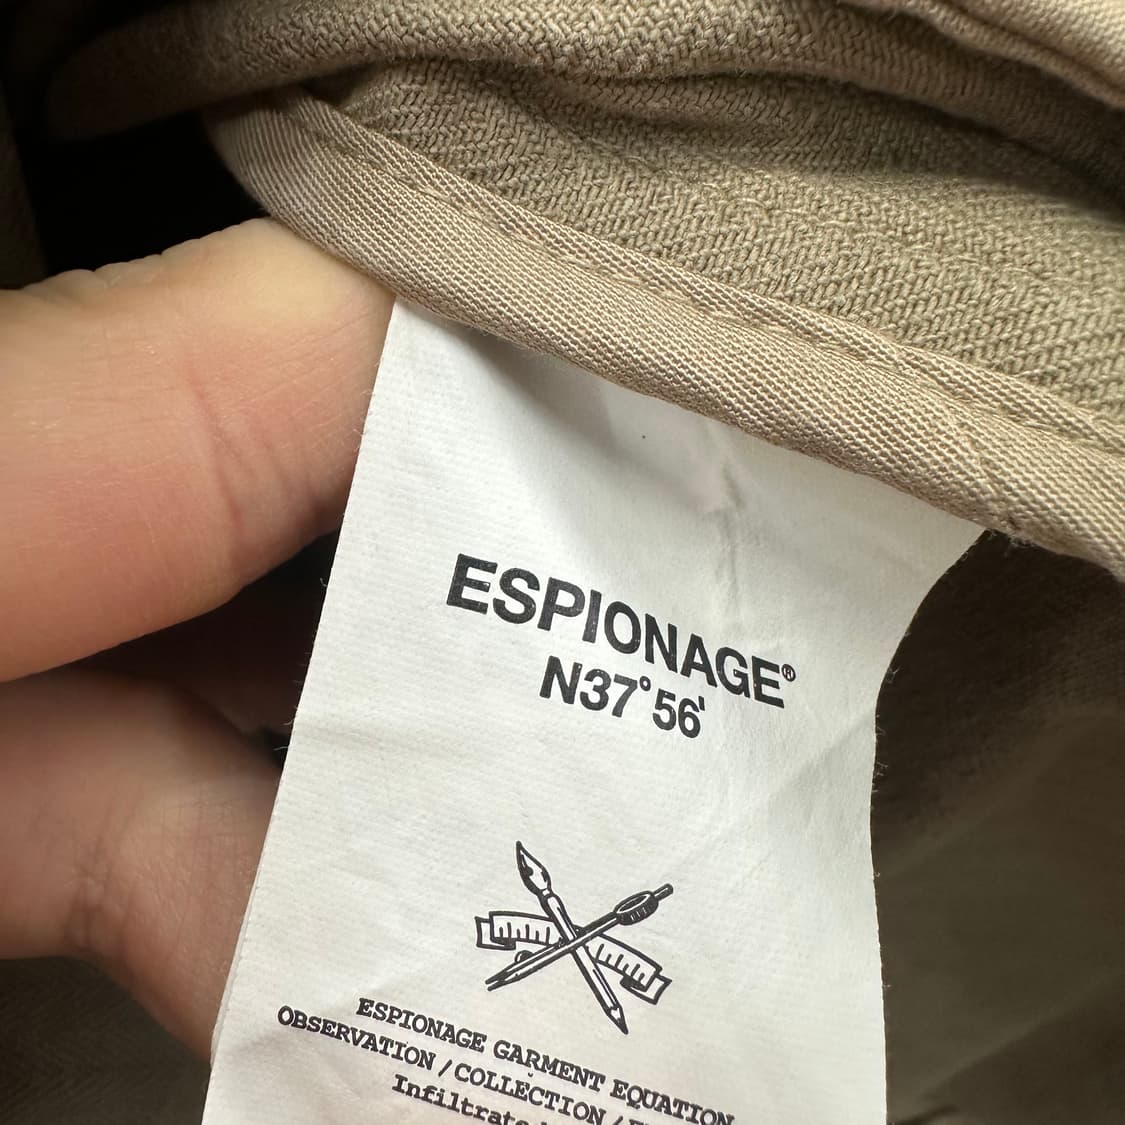 ESPIONAGE®
N37°56'
ESPIONAGE GARMENT EQUATION
OBSERVATION / COLLECTION /